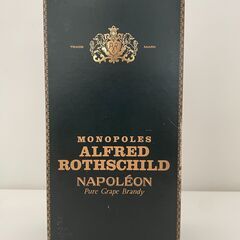 TRADE MARK
MONOPOLES
ALFRED
ROTHSCHILD
NAPOLÉON
Pure Grape Brandy